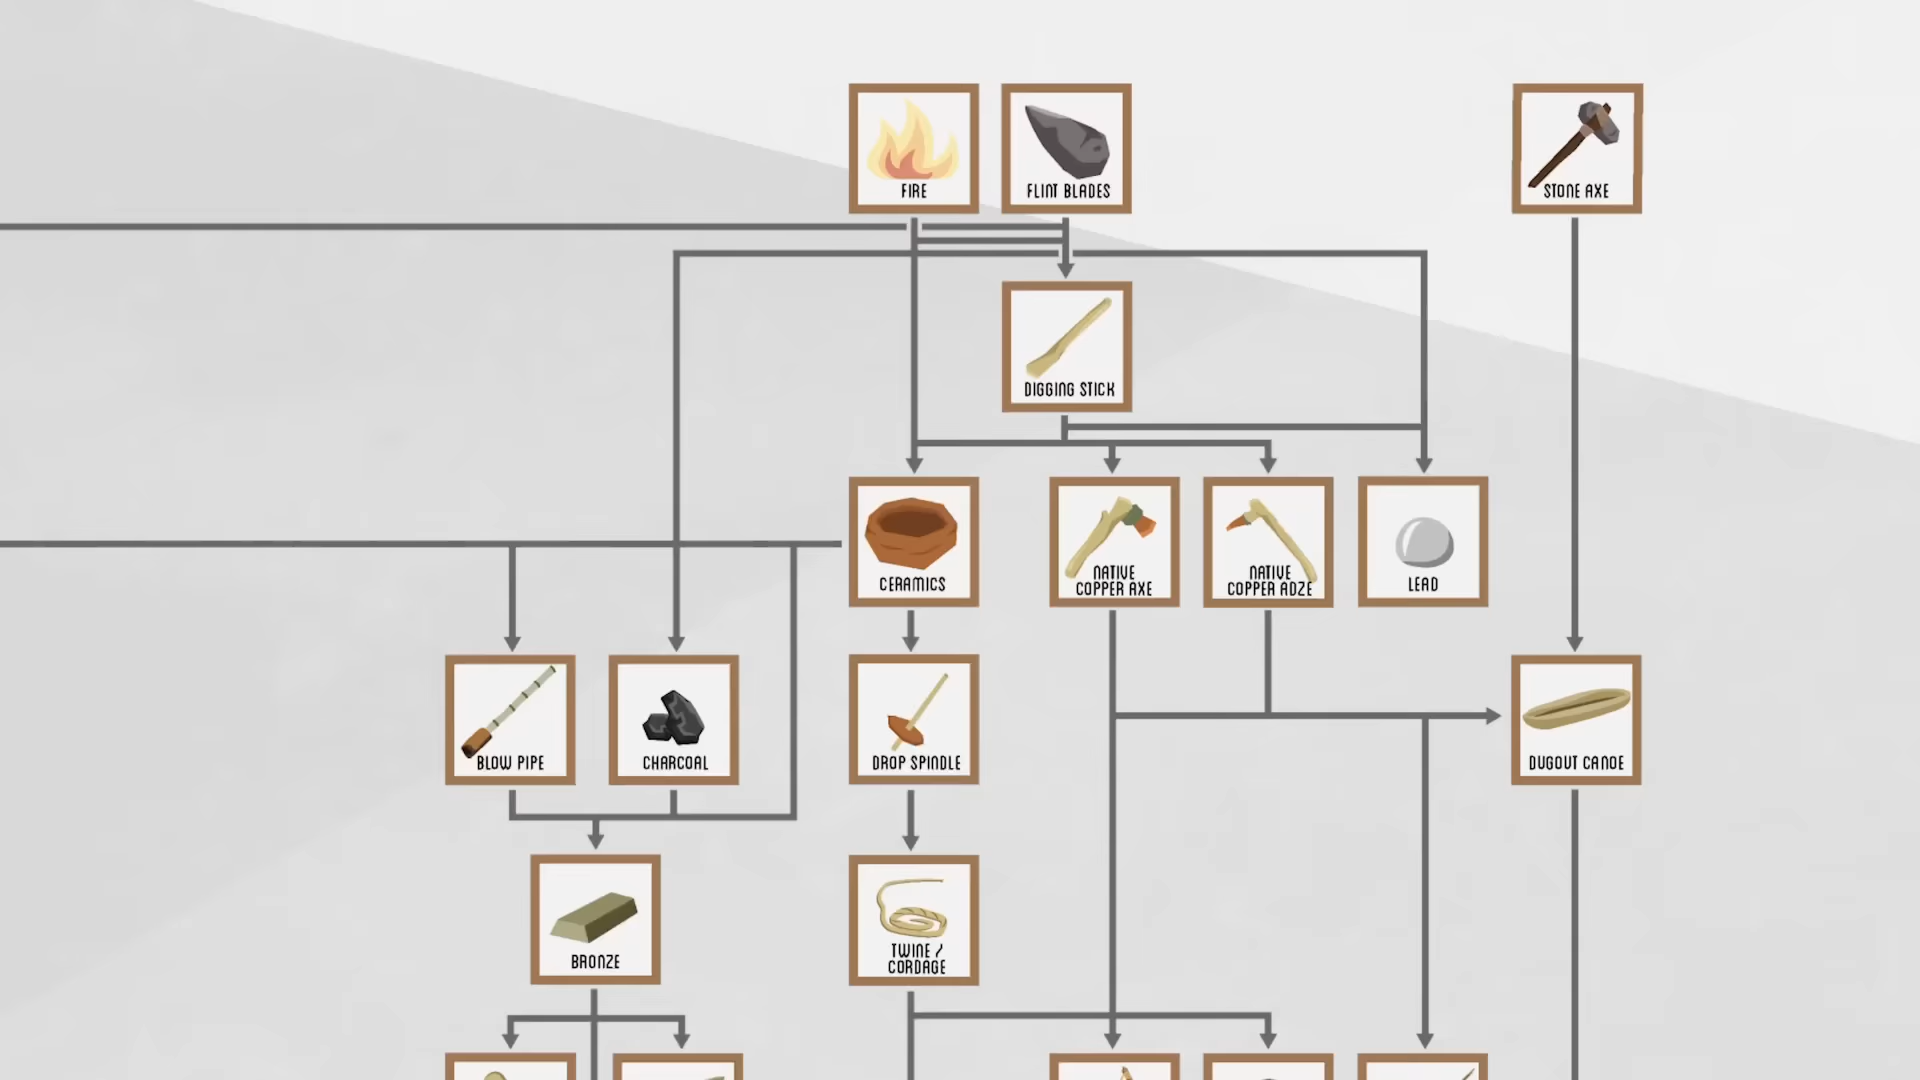 FIRE
FLINT BLADES
STONE AXE
DIGGING STICK
CERAMICS
NATIVE
COPPER AXE
NATIVE
COPPER ADZE
LEAD
BLOW PIPE
CHARCOAL
DROP SPINDLE
DUGOUT CANOE
BRONZE
TWINE /
CORDAGE